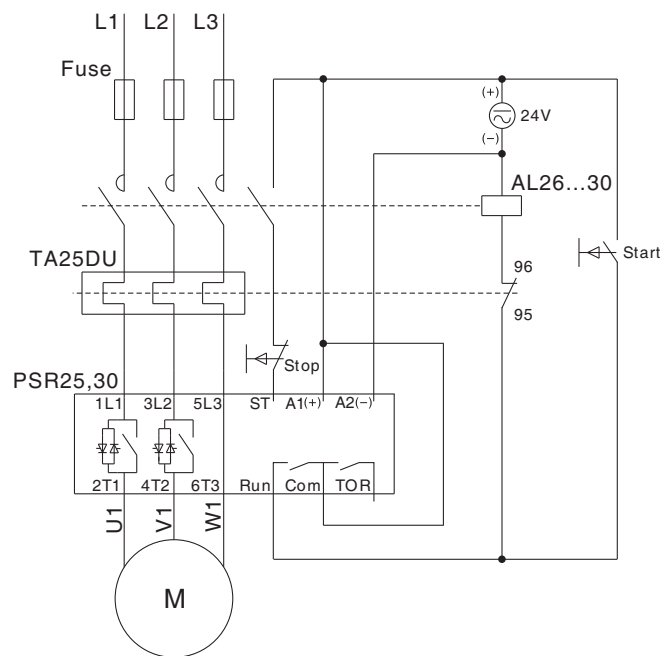 L1 L2 L3
Fuse
(+)
24V
(-)
AL26...30
Start
TA25DU
96
95
Stop
PSR25,30
1L1 3L2 5L3 ST A1(+) A2(-)
2T1 4T2 6T3 Run Com TOR
U1 V1 W1
M